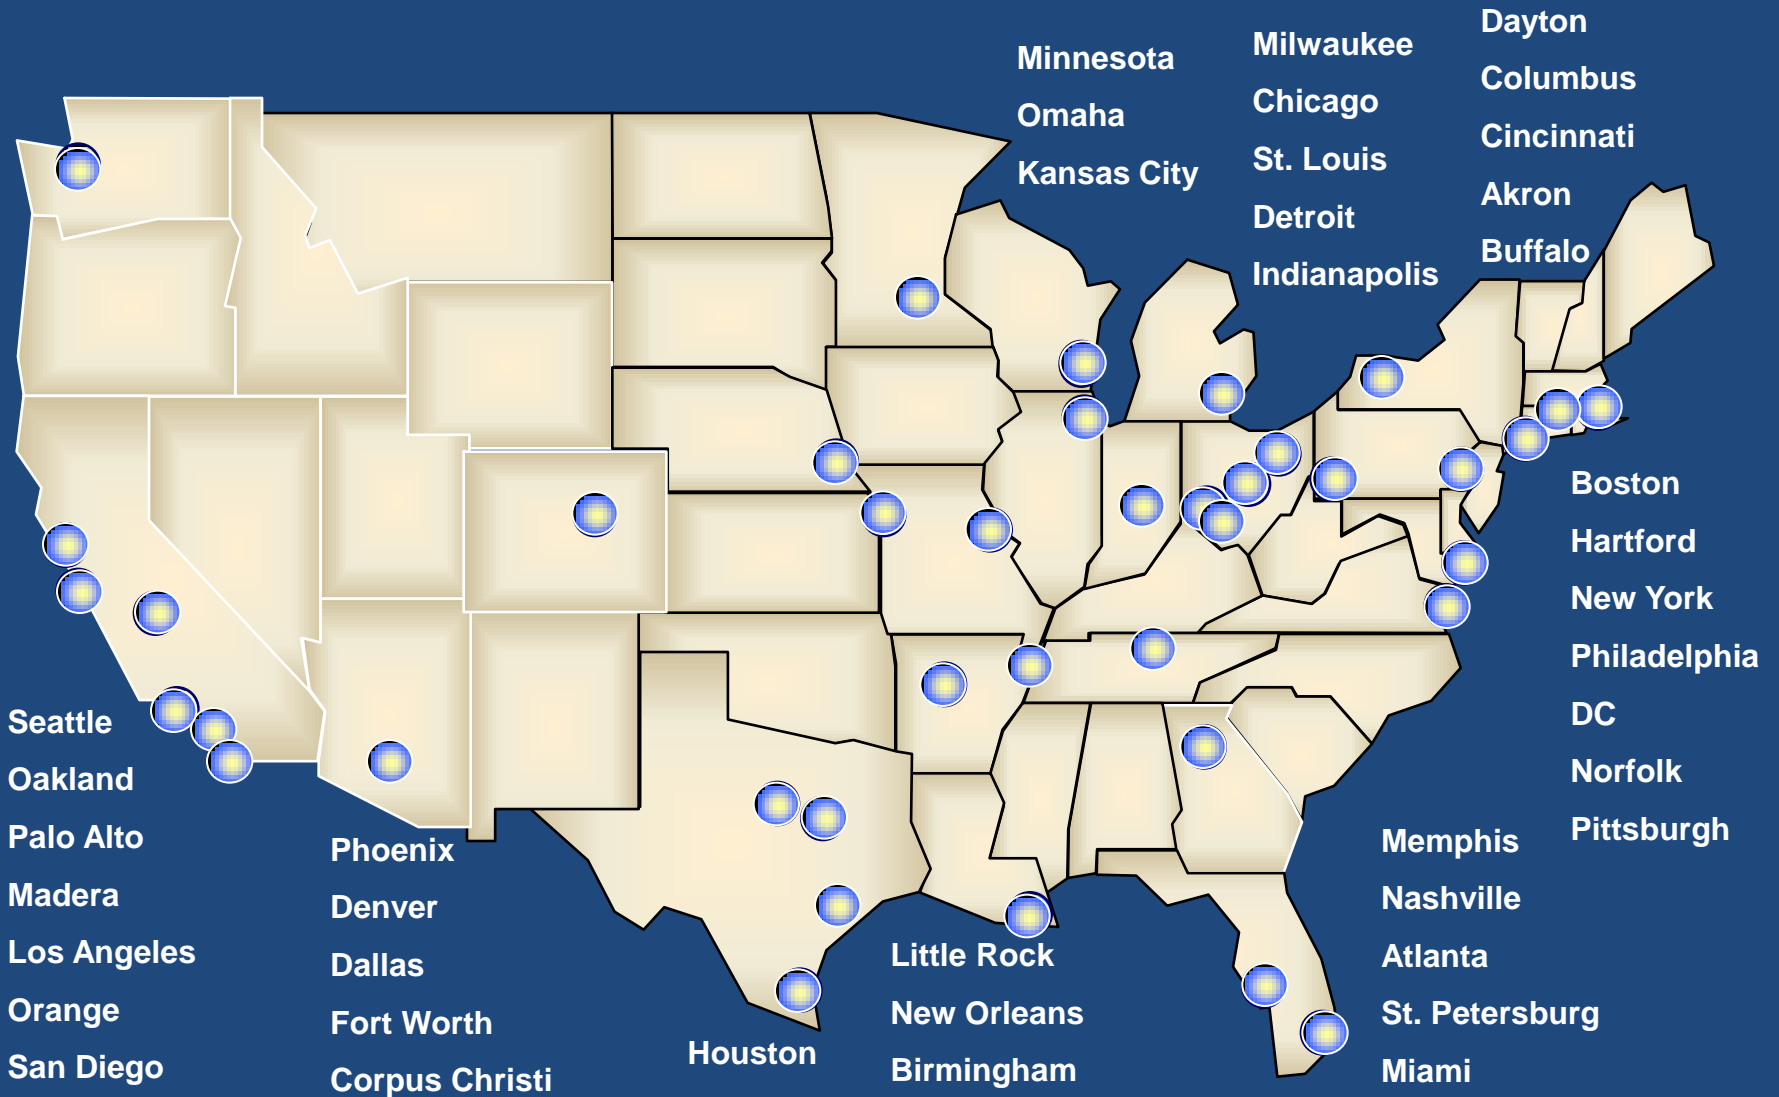 Minnesota
Omaha
Kansas City
Milwaukee
Chicago
St. Louis
Detroit
Indianapolis
Dayton
Columbus
Cincinnati
Akron
Buffalo
Seattle
Oakland
Palo Alto
Madera
Los Angeles
Orange
San Diego
Phoenix
Denver
Dallas
Fort Worth
Corpus Christi
Houston
Little Rock
New Orleans
Birmingham
Memphis
Nashville
Atlanta
St. Petersburg
Miami
Boston
Hartford
New York
Philadelphia
DC
Norfolk
Pittsburgh